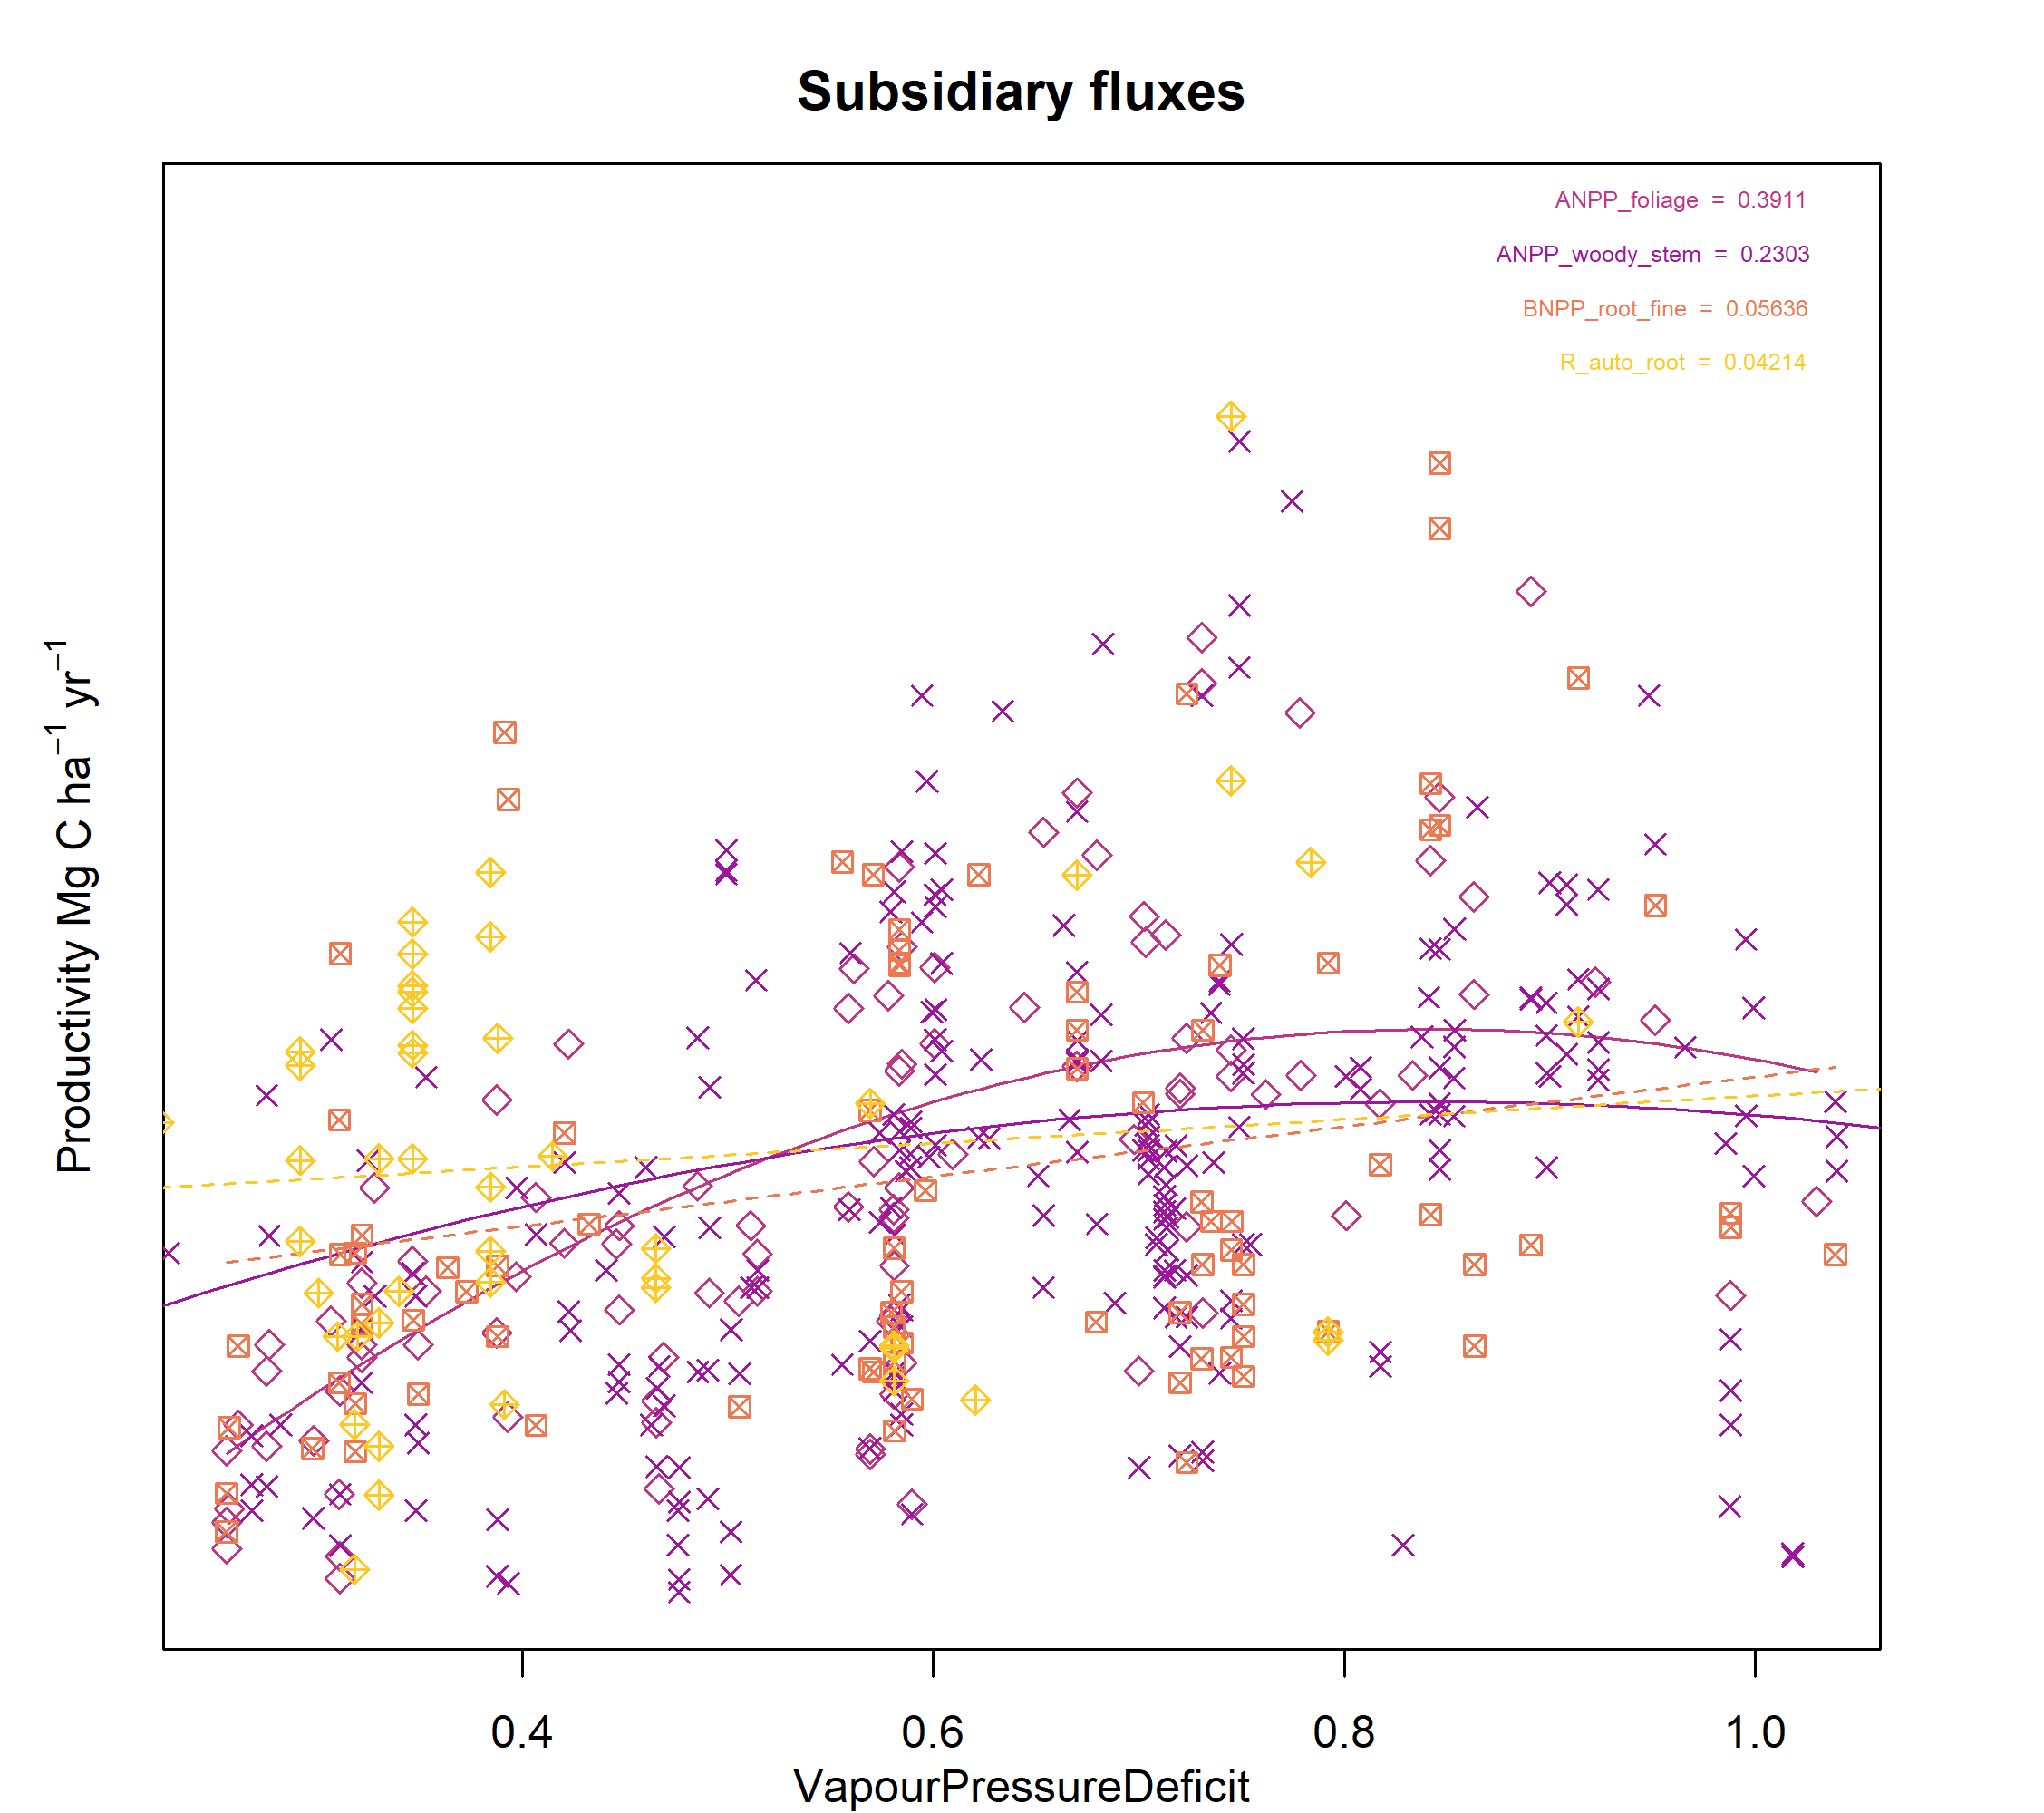 Subsidiary fluxes
ANPP_foliage = 0.3911
ANPP_woody_stem = 0.2303
BNPP_root_fine = 0.05636
R_auto_root = 0.04214
Productivity Mg C ha⁻¹ yr⁻¹
0.4 0.6 0.8 1.0
VapourPressureDeficit